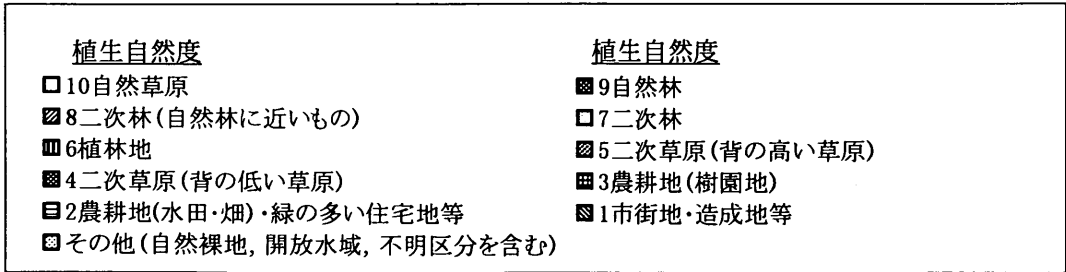 植生自然度 植生自然度
10自然草原 9自然林
8二次林(自然林に近いもの) 7二次林
6植林地 5二次草原(背の高い草原)
4二次草原(背の低い草原) 3農耕地(樹園地)
2農耕地(水田・畑)・緑の多い住宅地等 1市街地・造成地等
その他(自然裸地, 開放水域, 不明区分を含む)